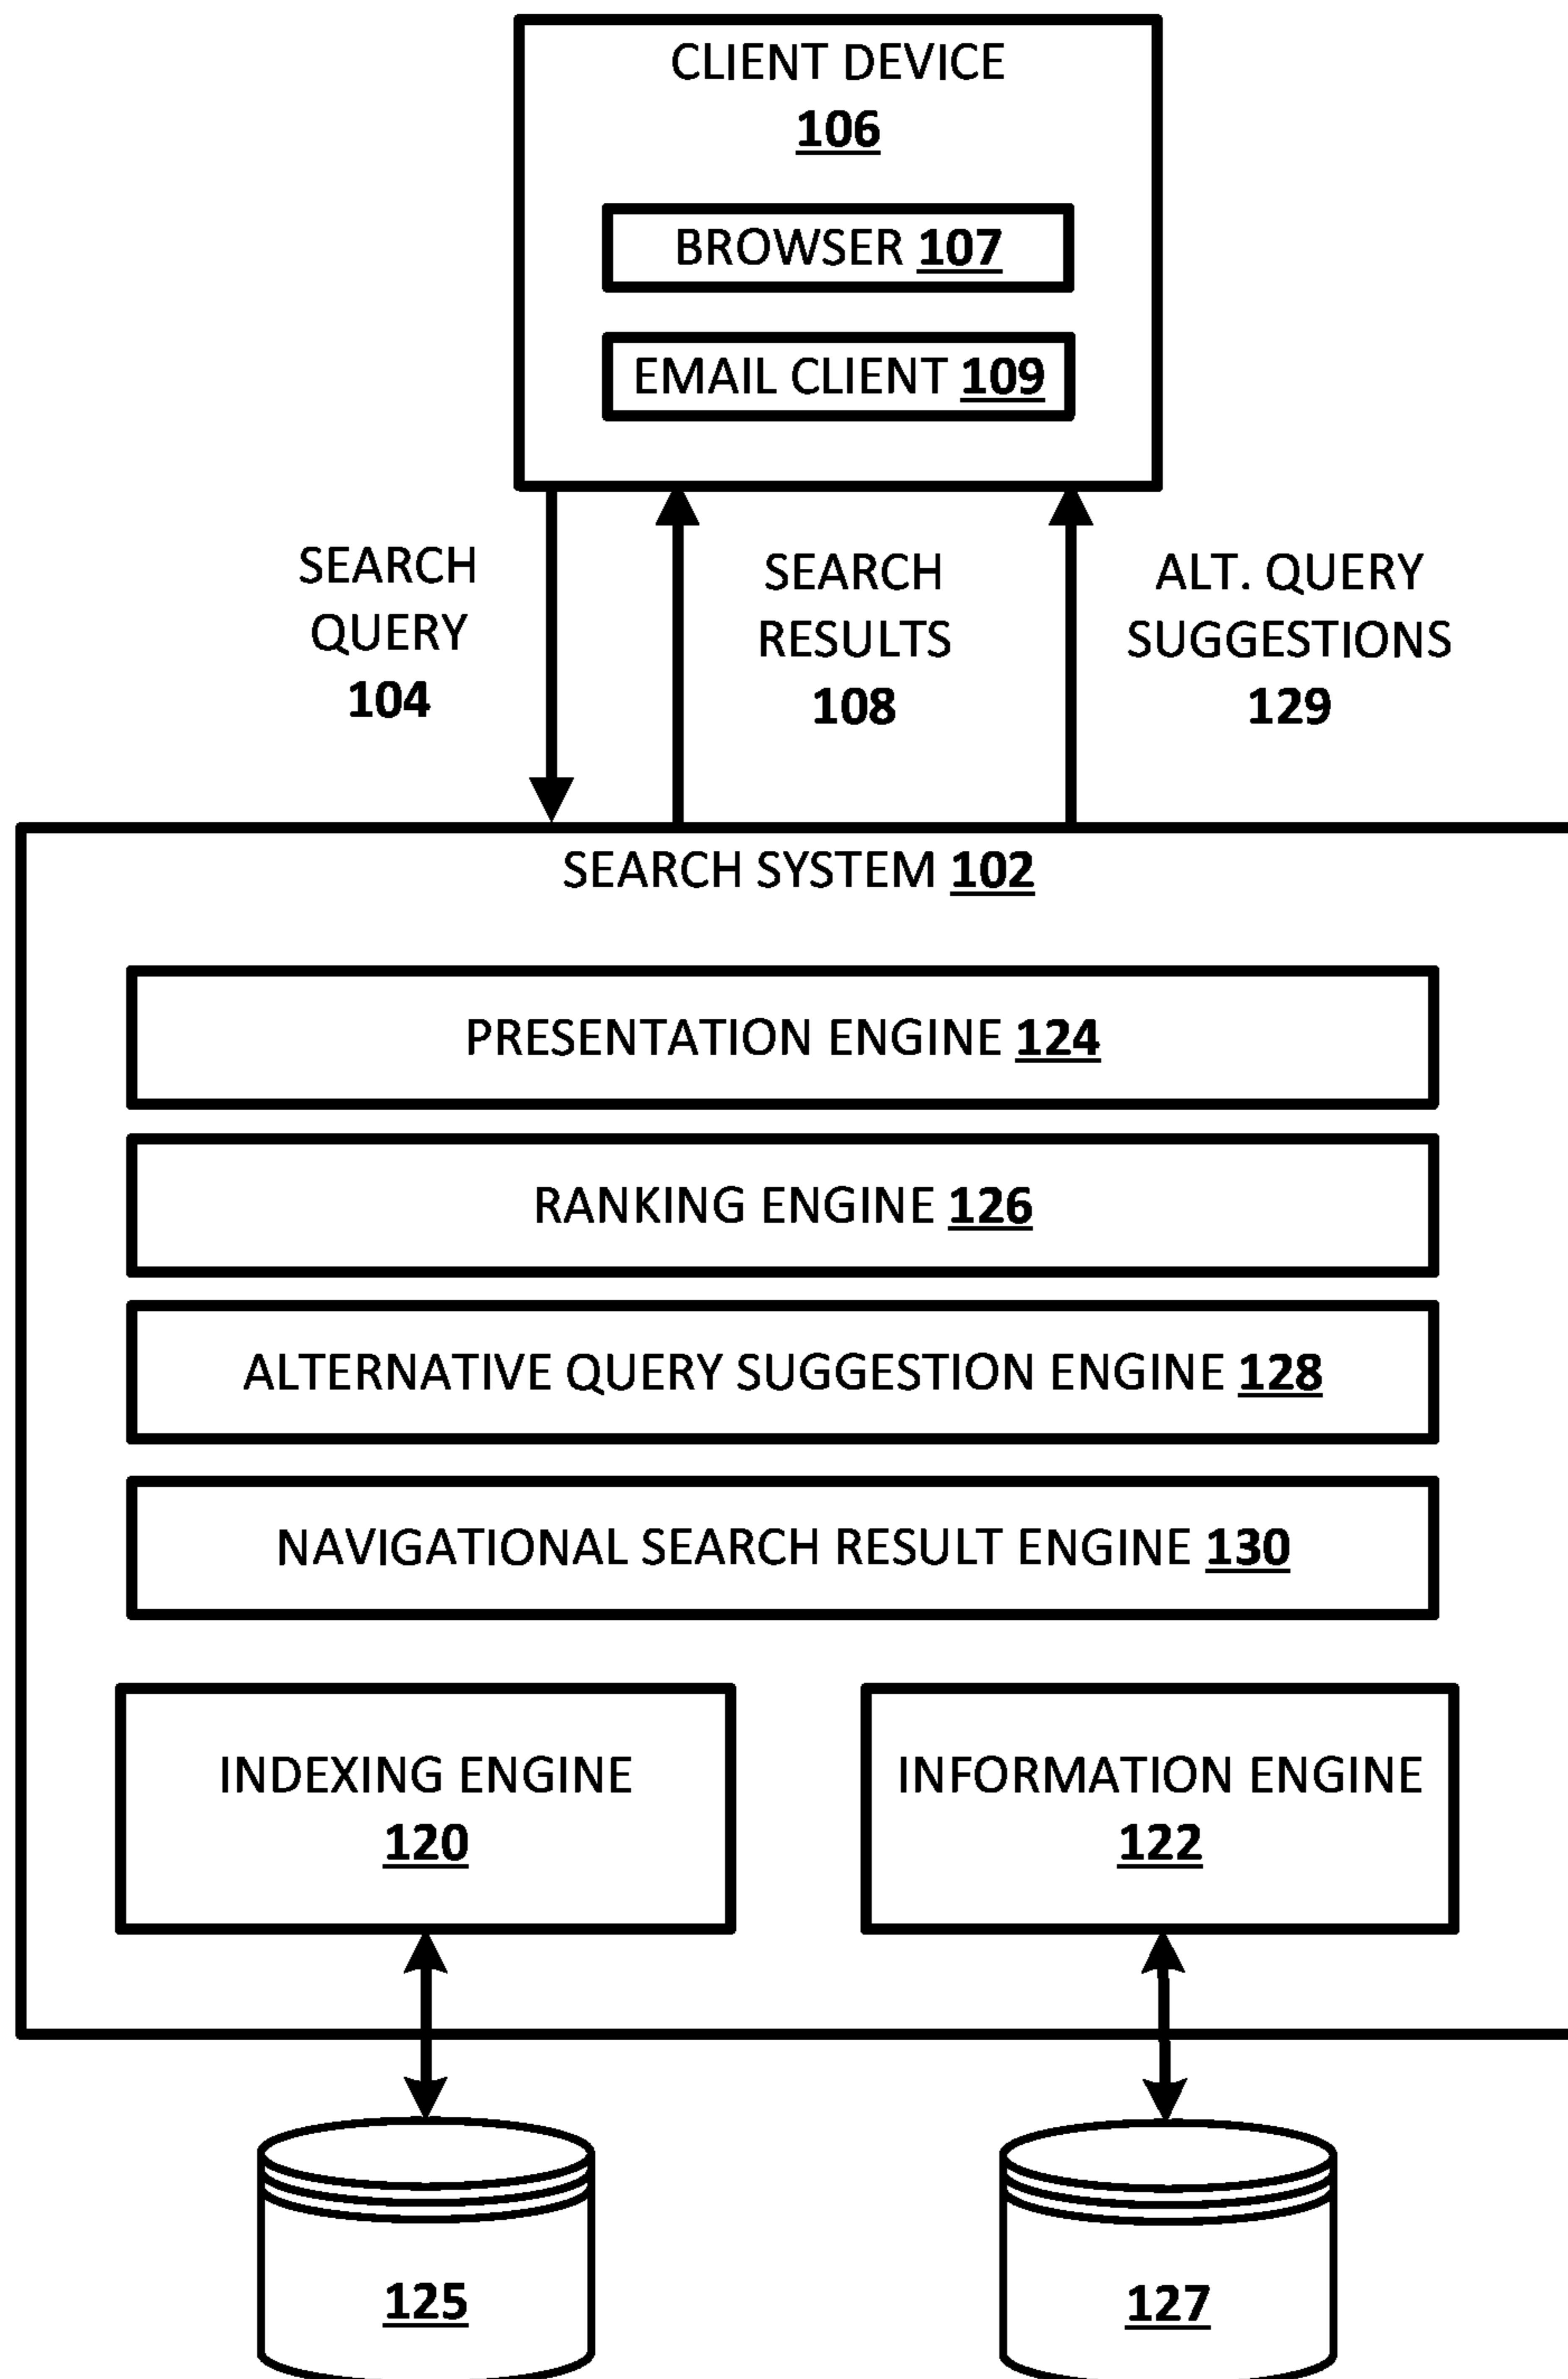 CLIENT DEVICE
106
BROWSER 107
EMAIL CLIENT 109
SEARCH
QUERY
104
SEARCH
RESULTS
108
ALT. QUERY
SUGGESTIONS
129
SEARCH SYSTEM 102
PRESENTATION ENGINE 124
RANKING ENGINE 126
ALTERNATIVE QUERY SUGGESTION ENGINE 128
NAVIGATIONAL SEARCH RESULT ENGINE 130
INDEXING ENGINE
120
INFORMATION ENGINE
122
125
127